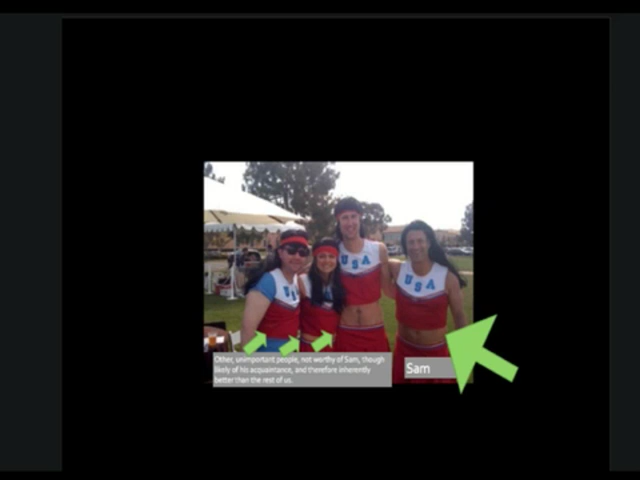 USA
USA
USA
Other, unimportant people, not worthy of Sam, though
likely of his acquaintance, and therefore inherently
better than the rest of us.
Sam